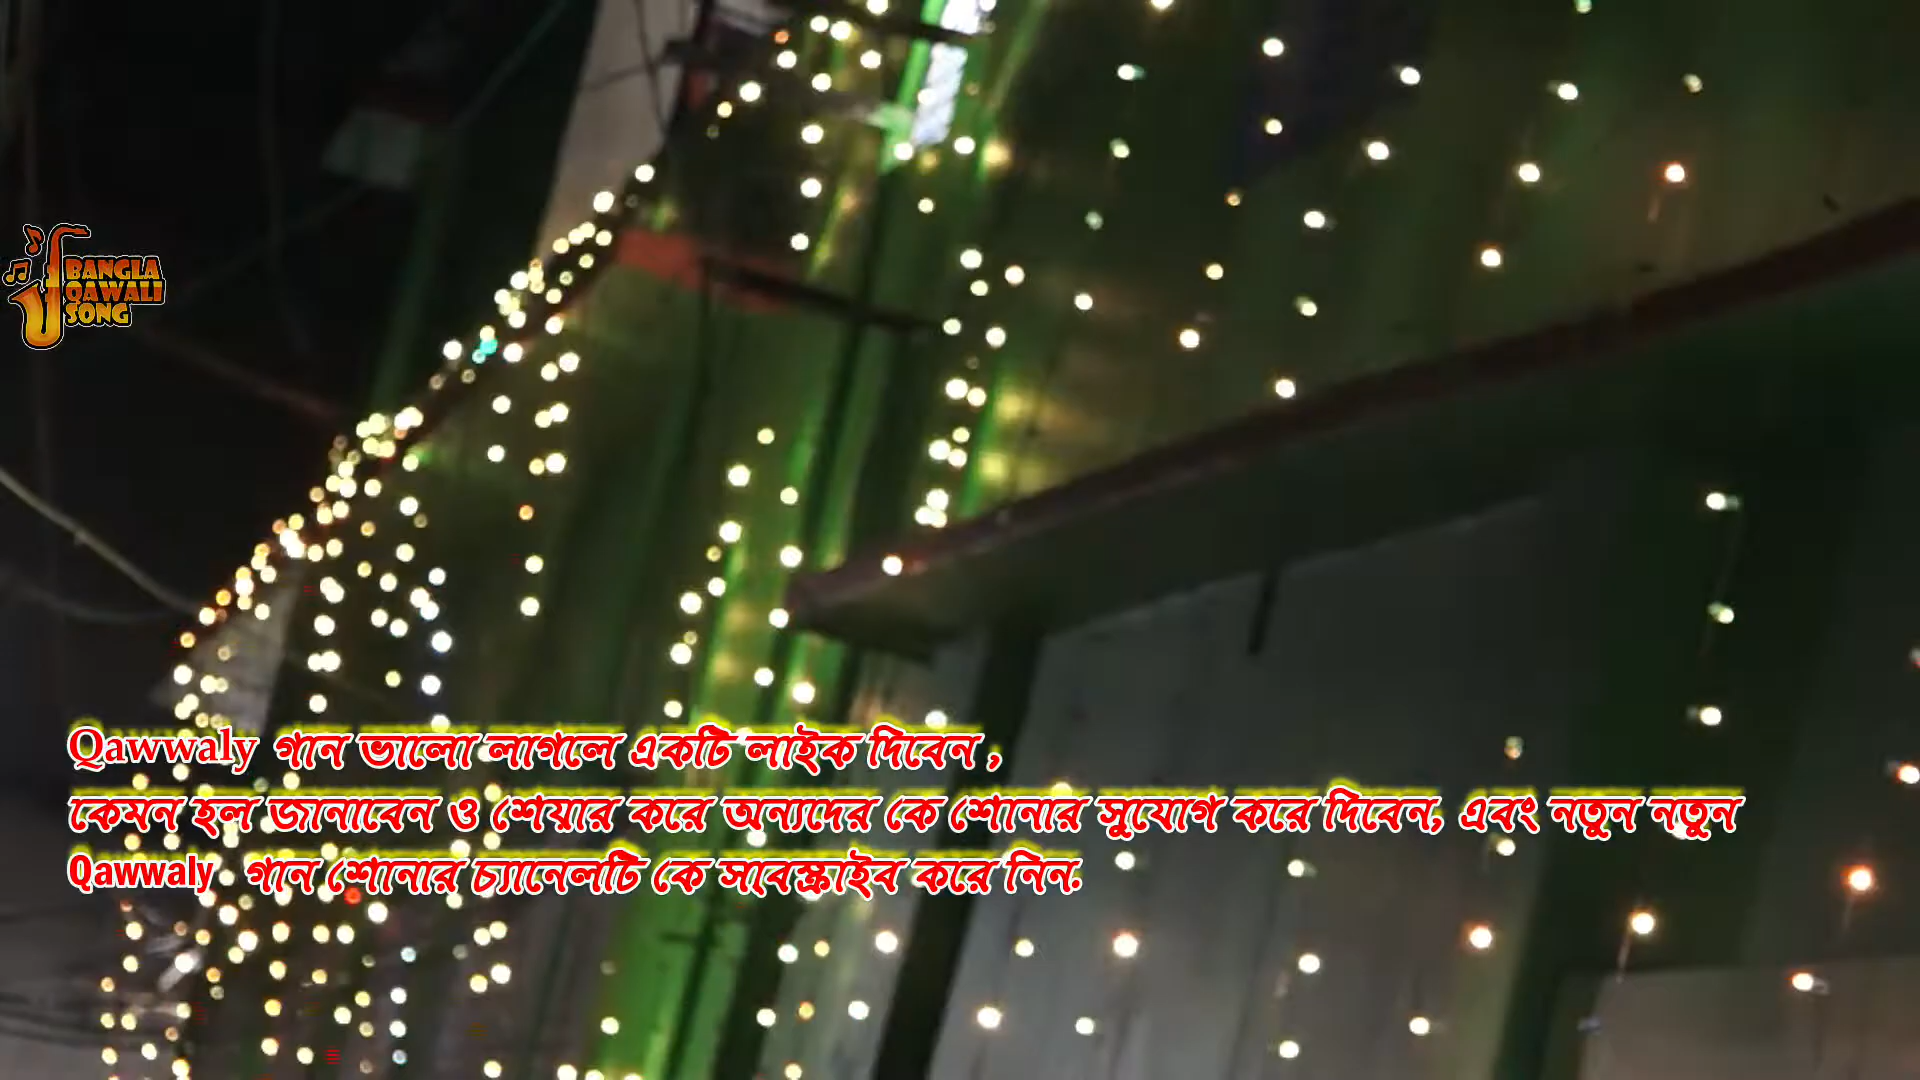 BANGLA
QAWALI
SONG
Qawwaly গান ভালো লাগলে একটি লাইক দিবেন ,
কেমন হল জানাবেন ও শেয়ার করে অন্যদের কে শোনার সুযোগ করে দিবেন, এবং নতুন নতুন
Qawwaly গান শোনার চ্যানেলটি কে সাবস্ক্রাইব করে নিন.